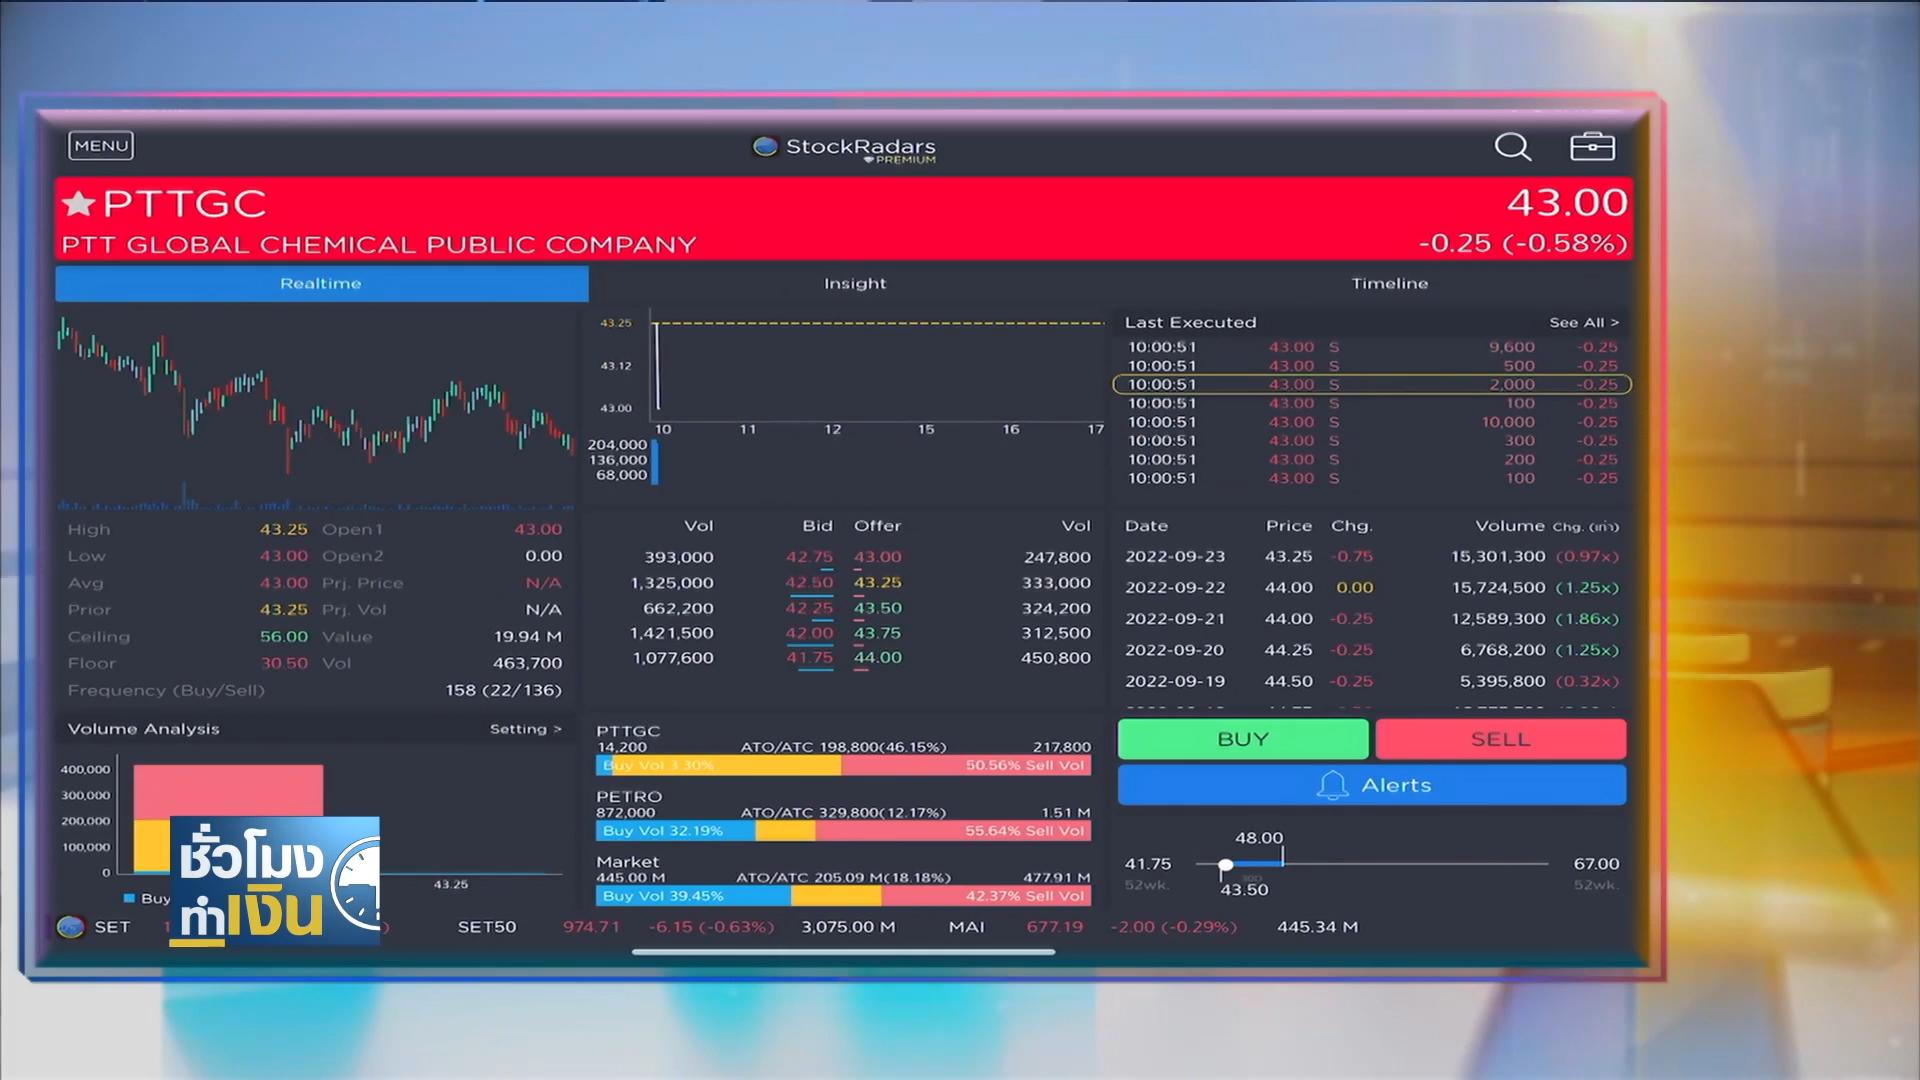 MENU
StockRadars
PREMIUM
PTTGC
43.00
PTT GLOBAL CHEMICAL PUBLIC COMPANY
-0.25 (-0.58%)
Realtime
Insight
Timeline
43.25
43.12
43.00
10 11 12 15 16 17
204,000
136,000
68,000
Last Executed See All >
10:00:51 43.00 S 9,600 -0.25
10:00:51 43.00 S 500 -0.25
10:00:51 43.00 S 2,000 -0.25
10:00:51 43.00 S 100 -0.25
10:00:51 43.00 S 10,000 -0.25
10:00:51 43.00 S 300 -0.25
10:00:51 43.00 S 200 -0.25
10:00:51 43.00 S 100 -0.25
High 43.25 Open1 43.00
Low 43.00 Open2 0.00
Avg 43.00 Prj. Price N/A
Prior 43.25 Prj. Vol N/A
Ceiling 56.00 Value 19.94 M
Floor 30.50 Vol 463,700
Frequency (Buy/Sell) 158 (22/136)
Vol Bid Offer Vol
393,000 42.75 43.00 247,800
1,325,000 42.50 43.25 333,000
662,200 42.25 43.50 324,200
1,421,500 42.00 43.75 312,500
1,077,600 41.75 44.00 450,800
Date Price Chg. Volume Chg. (เท่า)
2022-09-23 43.25 -0.75 15,301,300 (0.97x)
2022-09-22 44.00 0.00 15,724,500 (1.25x)
2022-09-21 44.00 -0.25 12,589,300 (1.86x)
2022-09-20 44.25 -0.25 6,768,200 (1.25x)
2022-09-19 44.50 -0.25 5,395,800 (0.32x)
Volume Analysis Setting >
400,000
300,000
200,000
100,000
0
43.25
Buy
PTTGC
14,200 ATO/ATC 198,800(46.15%) 217,800
Buy Vol 3.30% 50.56% Sell Vol
PETRO
872,000 ATO/ATC 329,800(12.17%) 1.51 M
Buy Vol 32.19% 55.64% Sell Vol
Market
445.00 M ATO/ATC 205.09 M(18.18%) 477.91 M
Buy Vol 39.45% 42.37% Sell Vol
BUY SELL
Alerts
48.00
41.75 67.00
52wk. 30D 52wk.
43.50
ชั่วโมง
ทำเงิน
SET SET50 974.71 -6.15 (-0.63%) 3,075.00 M MAI 677.19 -2.00 (-0.29%) 445.34 M